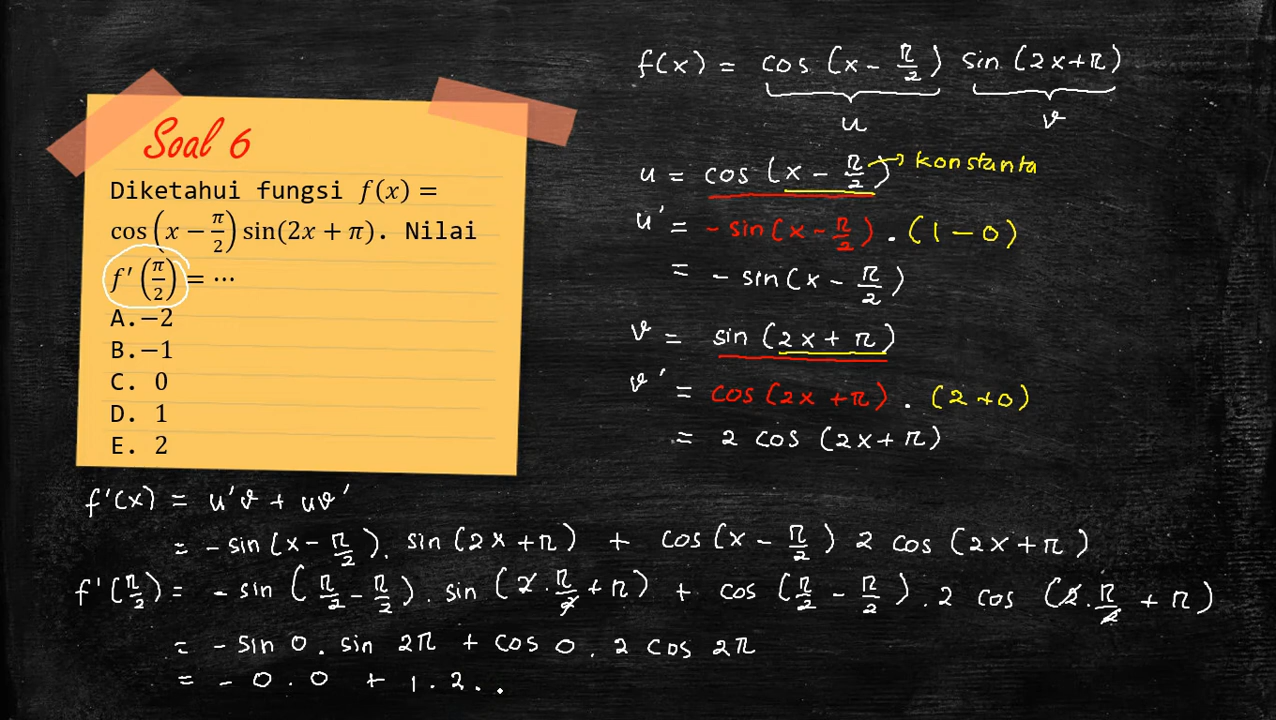 Soal 6
Diketahui fungsi f(x) =
cos(x − π/2) sin(2x + π). Nilai
f'(π/2) = ⋯
A.−2
B.−1
C. 0
D. 1
E. 2
f(x) = cos (x − π/2) sin (2x+π)
u v
u = cos (x − π/2) → konstanta
u' = − sin (x − π/2) . (1 − 0)
= − sin (x − π/2)
v = sin (2x + π)
v' = cos (2x + π) . (2+0)
= 2 cos (2x+π)
f'(x) = u'v + uv'
= − sin (x − π/2). sin (2x +π) + cos (x − π/2) 2 cos (2x+π)
f'(π/2) = − sin (π/2 − π/2) . sin (2 . π/2 + π) + cos (π/2 − π/2) . 2 cos (2 . π/2 + π)
= − sin 0 . sin 2π + cos 0 . 2 cos 2π
= − 0 . 0 + 1 . 2 . .